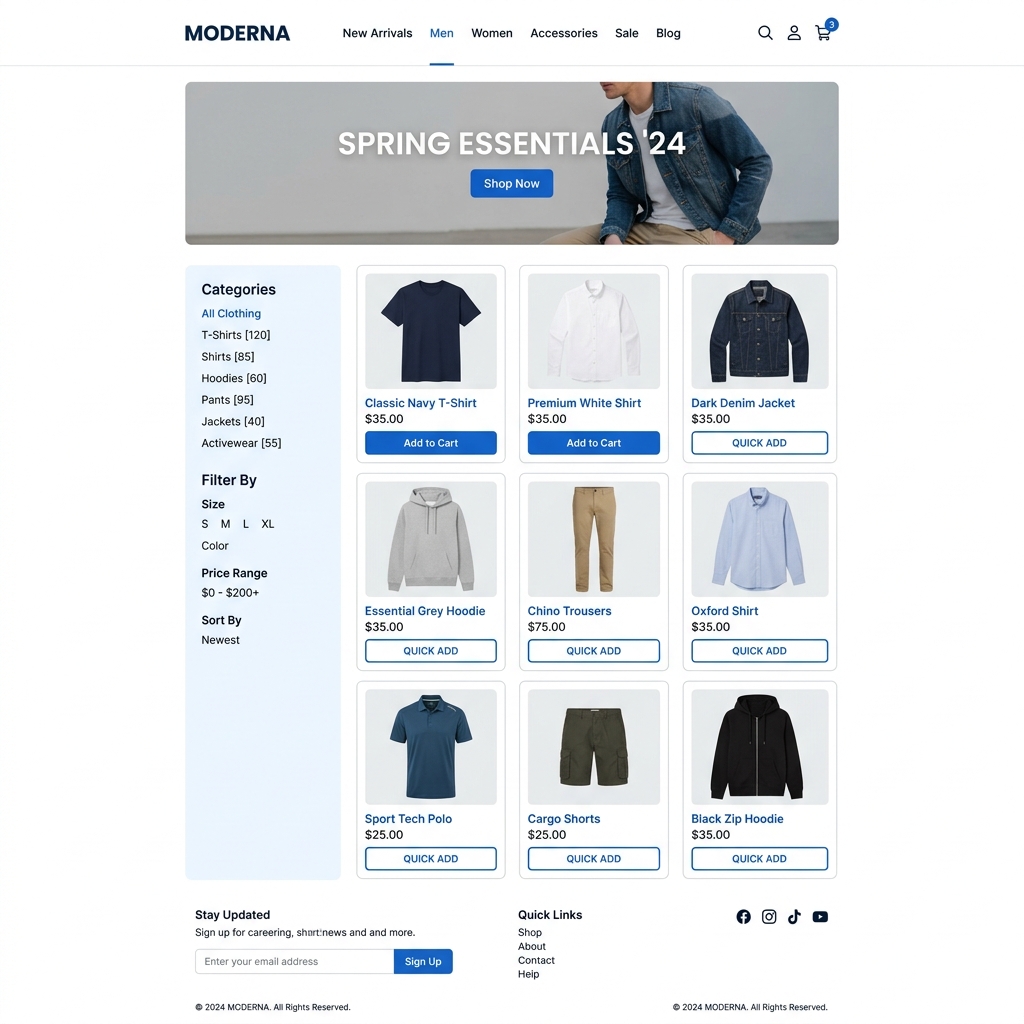 MODERNA
New Arrivals Men Women Accessories Sale Blog
3
SPRING ESSENTIALS '24
Shop Now
Categories
All Clothing
T-Shirts [120]
Shirts [85]
Hoodies [60]
Pants [95]
Jackets [40]
Activewear [55]
Filter By
Size
S M L XL
Color
Price Range
$0 - $200+
Sort By
Newest
Classic Navy T-Shirt
$35.00
Add to Cart
Premium White Shirt
$35.00
Add to Cart
Dark Denim Jacket
$35.00
QUICK ADD
Essential Grey Hoodie
$35.00
QUICK ADD
Chino Trousers
$75.00
QUICK ADD
Oxford Shirt
$35.00
QUICK ADD
Sport Tech Polo
$25.00
QUICK ADD
Cargo Shorts
$25.00
QUICK ADD
Black Zip Hoodie
$35.00
QUICK ADD
Stay Updated
Sign up for careering, and and more.
Enter your email address
Sign Up
Quick Links
Shop
About
Contact
Help
© 2024 MCDERNA. All Rights Reserved.
© 2024 MODERNA. All Rights Reserved.